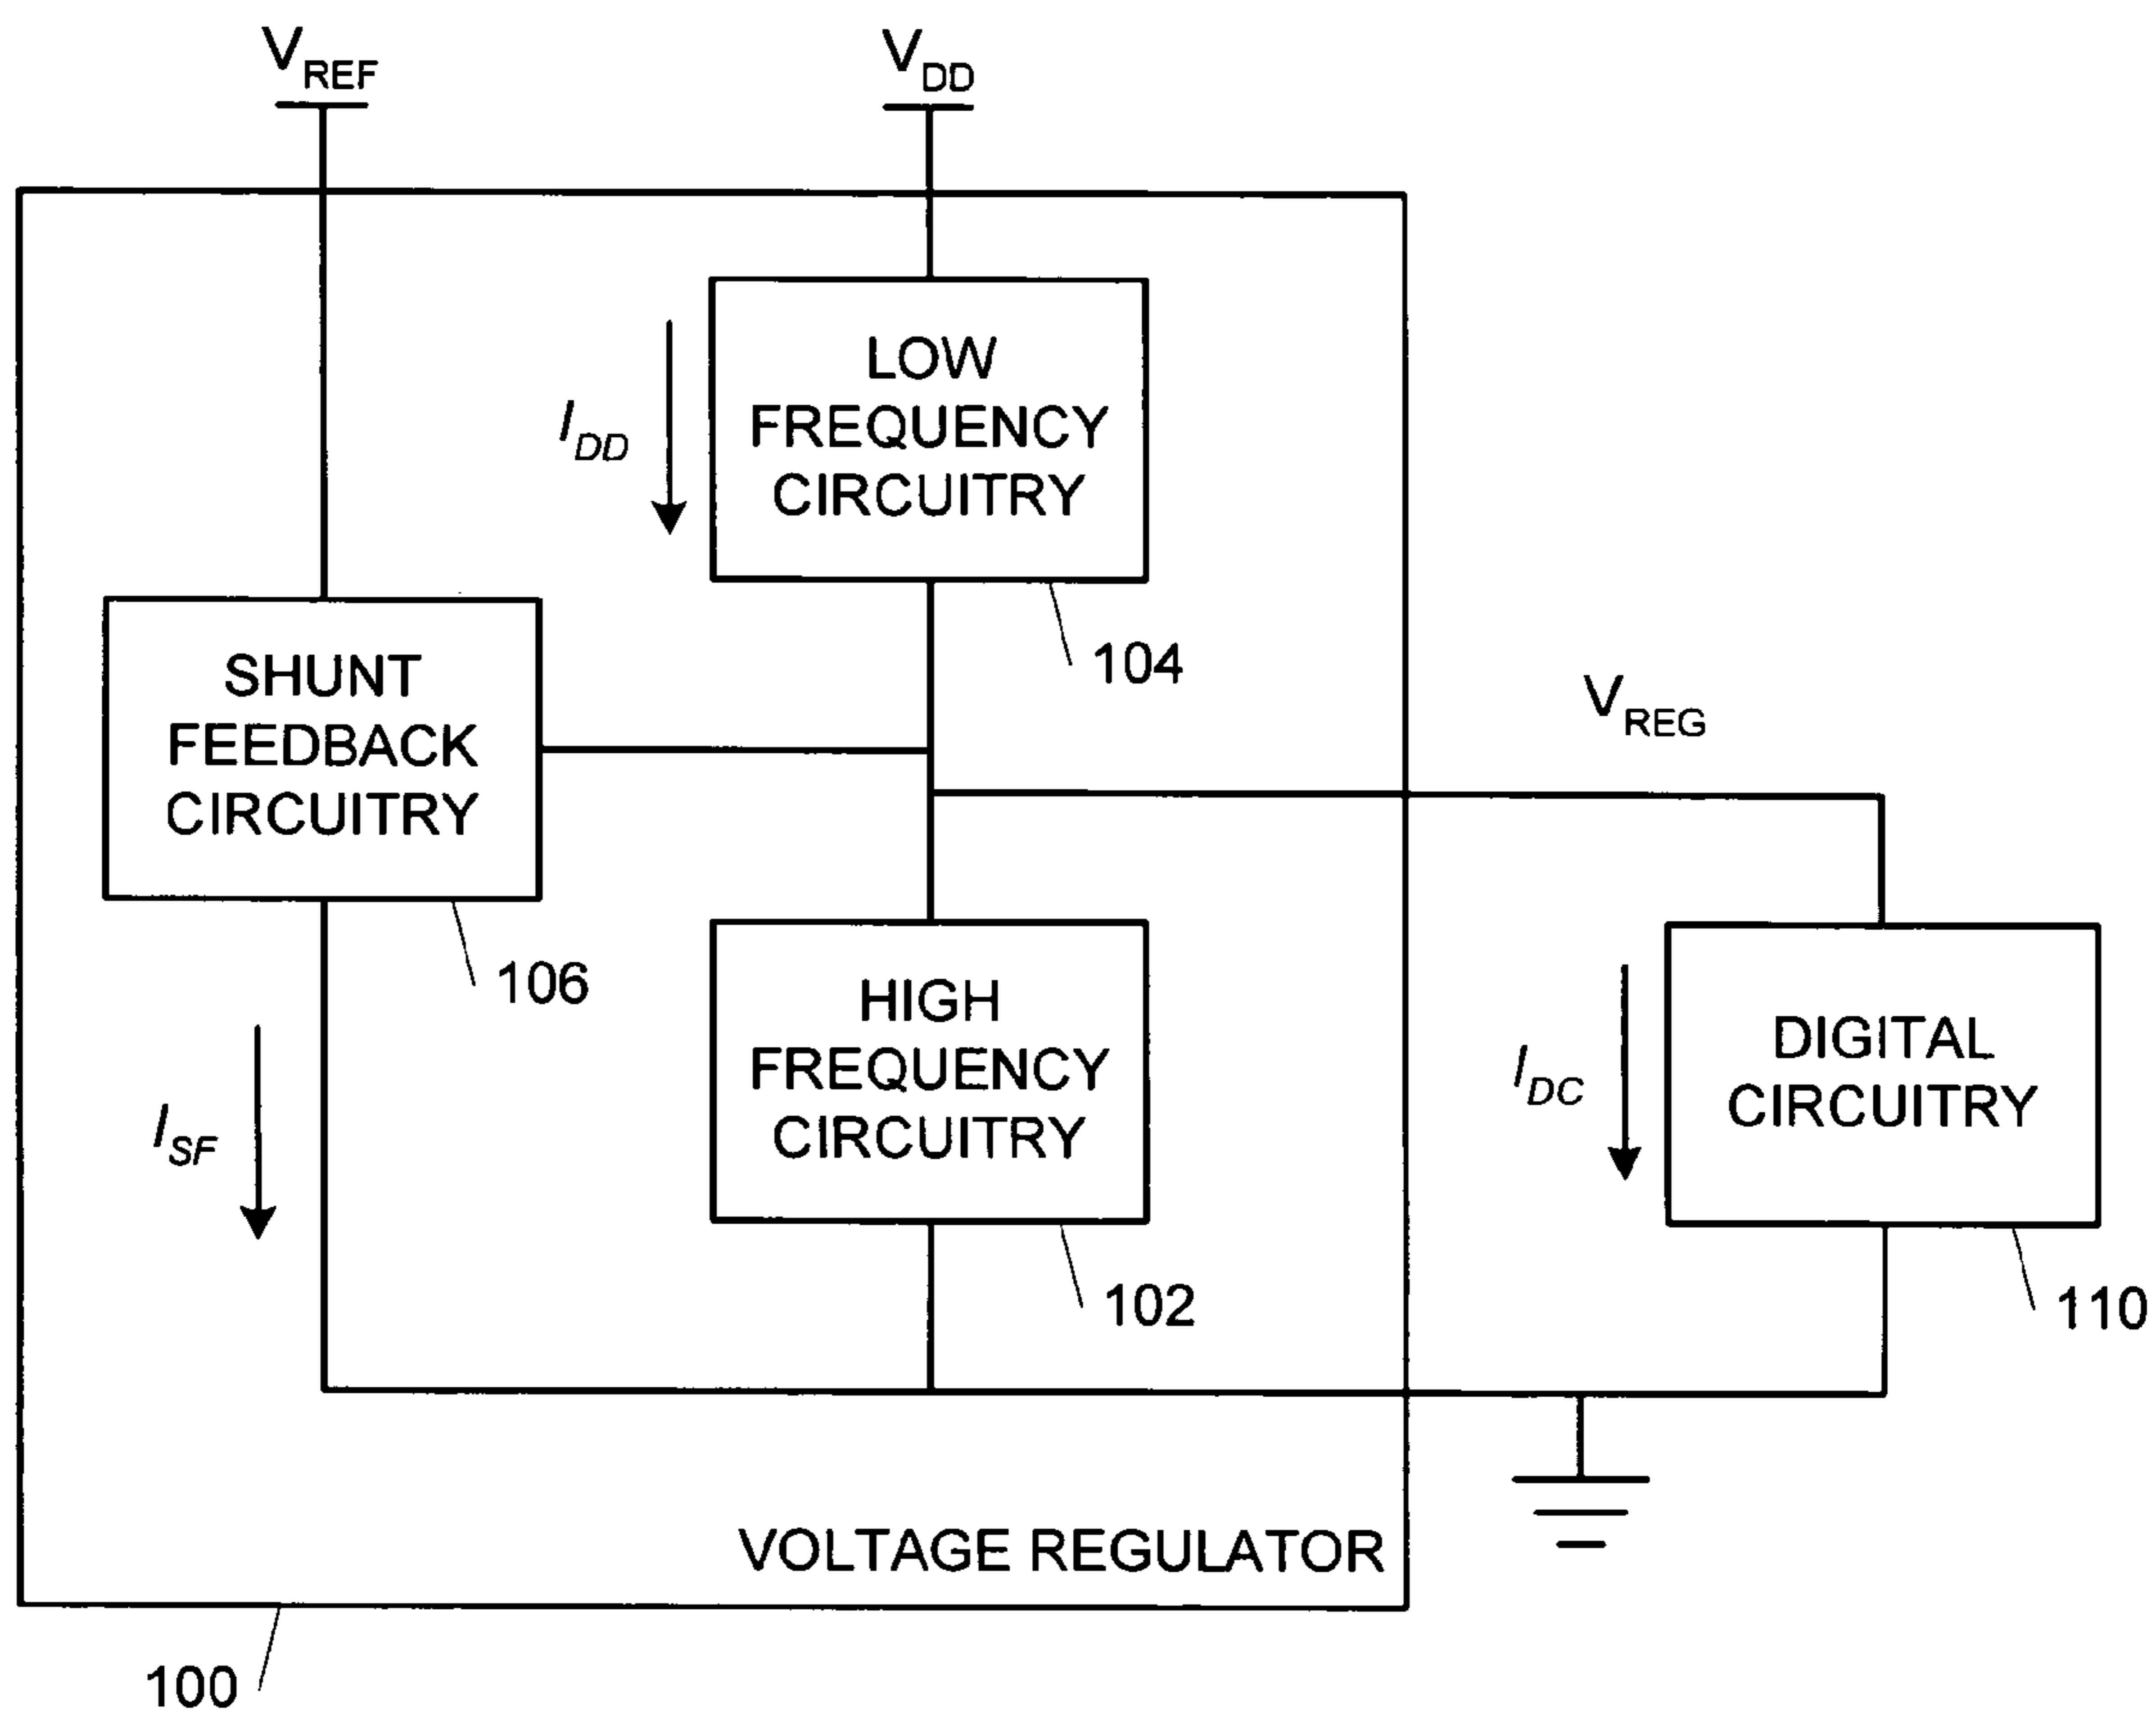 VREF
VDD
LOW
FREQUENCY
CIRCUITRY
IDD
104
SHUNT
FEEDBACK
CIRCUITRY
VREG
106
HIGH
FREQUENCY
CIRCUITRY
DIGITAL
CIRCUITRY
IDC
ISF
102
110
VOLTAGE REGULATOR
100